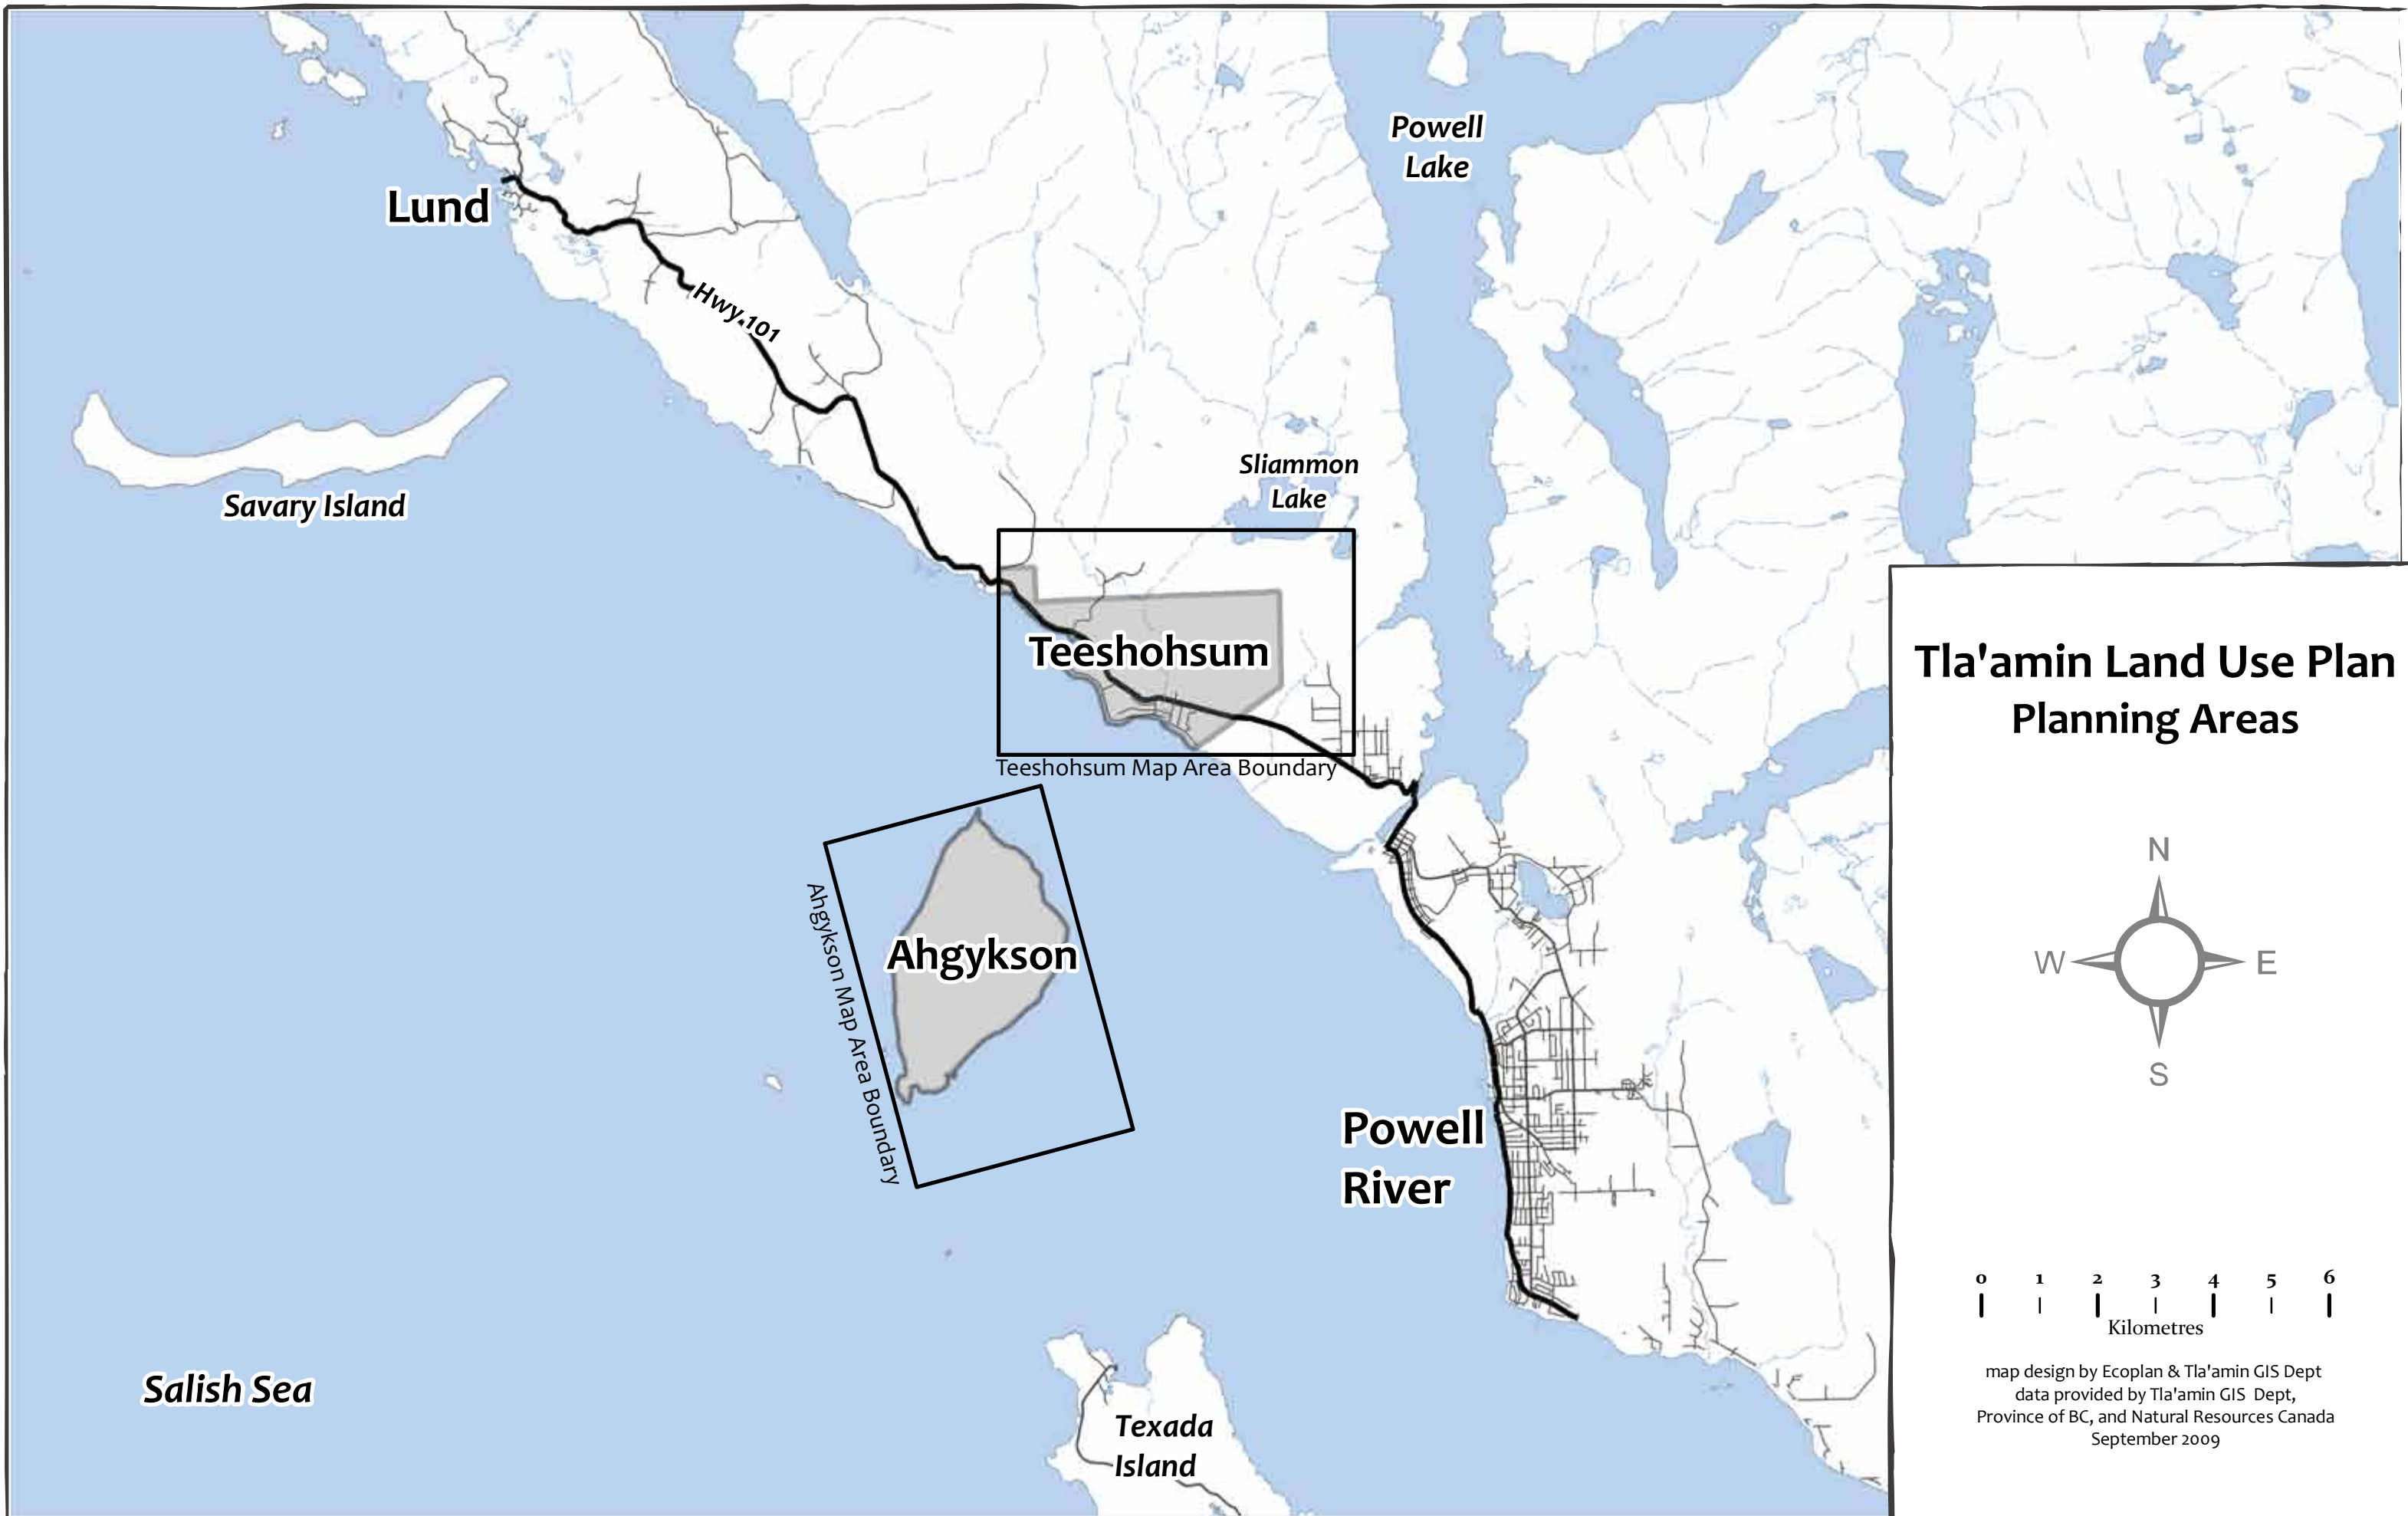 Powell
Lake
Lund
Hwy.101
Sliammon
Lake
Savary Island
Teeshohsum
Teeshohsum Map Area Boundary
Ahgykson
Ahgykson Map Area Boundary
Powell
River
Salish Sea
Texada
Island
Tla'amin Land Use Plan
Planning Areas
N
W
E
S
0 1 2 3 4 5 6
Kilometres
map design by Ecoplan & Tla'amin GIS Dept
data provided by Tla'amin GIS Dept,
Province of BC, and Natural Resources Canada
September 2009